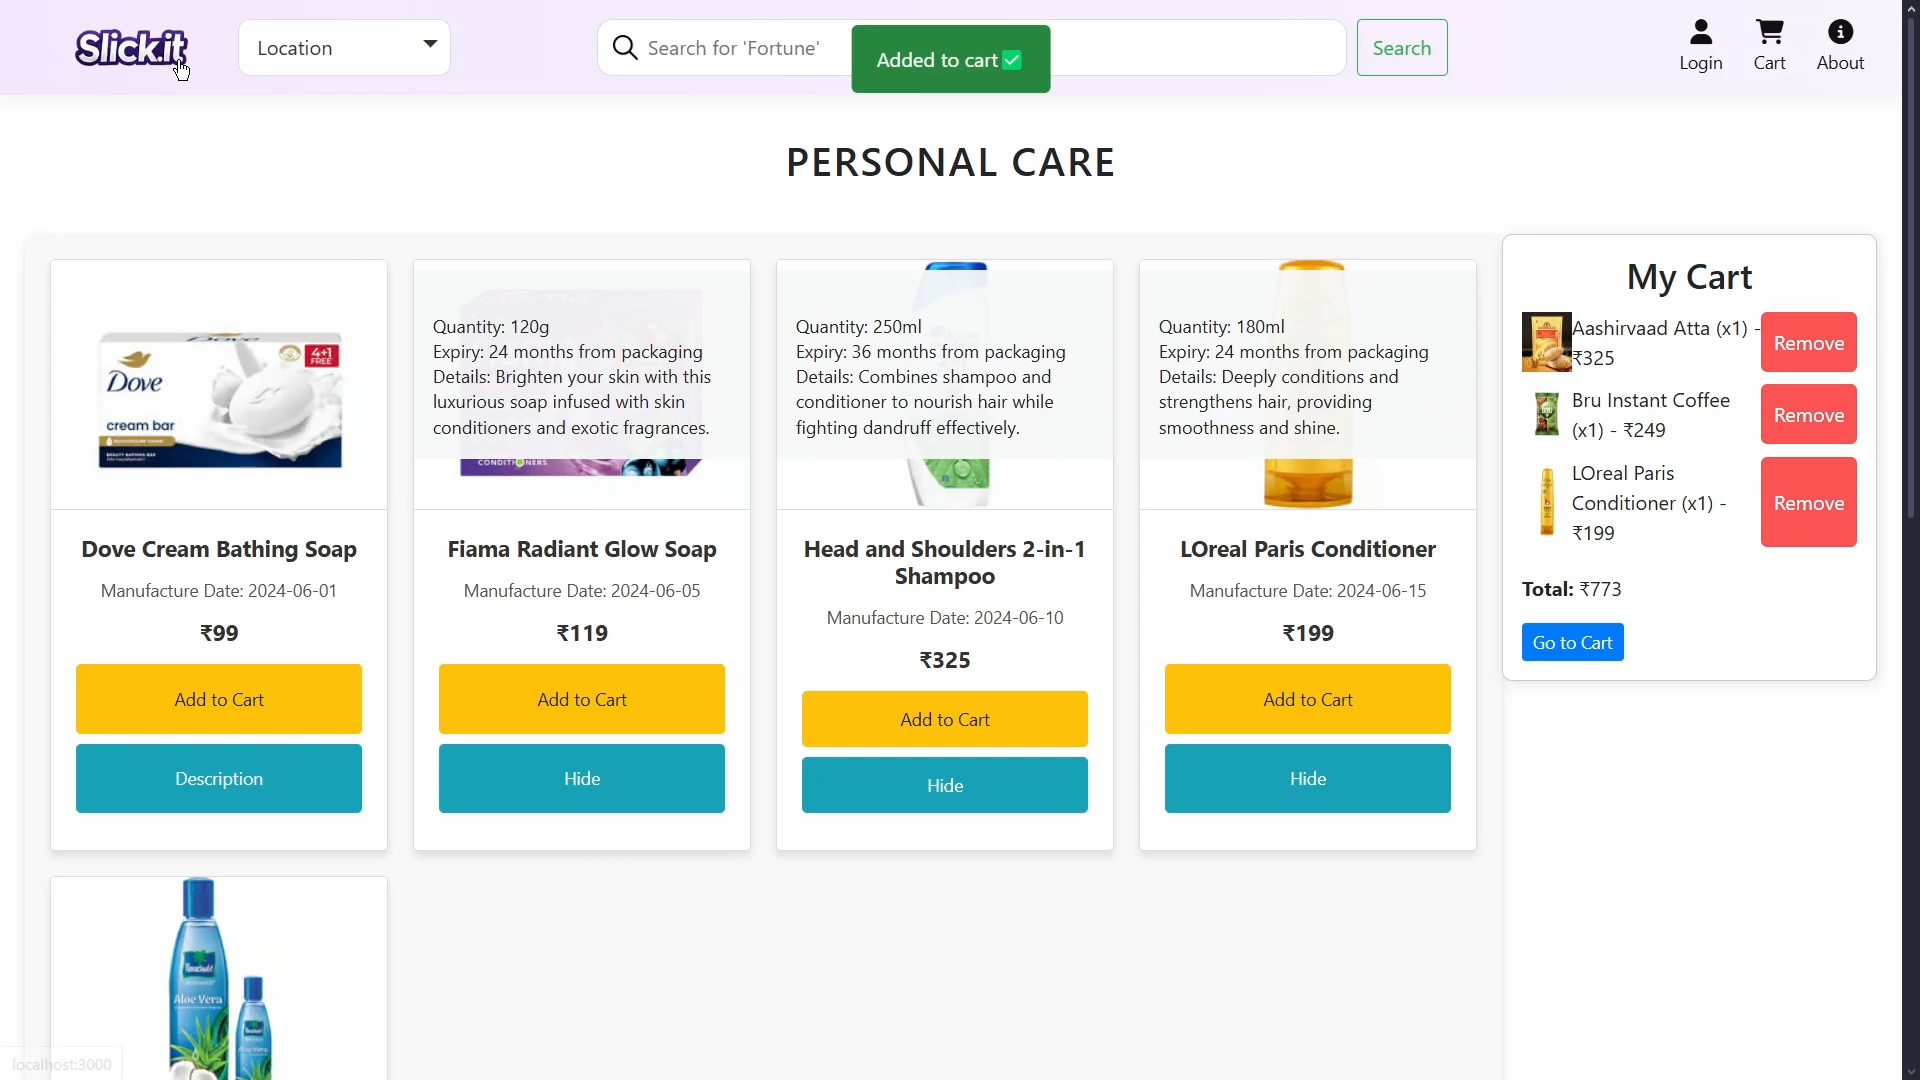 Slick.it
Location
Search for 'Fortune'
Added to cart ✅
Search
Login
Cart
About
PERSONAL CARE
Dove
cream bar
4+1
FREE
Quantity: 120g
Expiry: 24 months from packaging
Details: Brighten your skin with this
luxurious soap infused with skin
conditioners and exotic fragrances.
CONDITIONERS
Quantity: 250ml
Expiry: 36 months from packaging
Details: Combines shampoo and
conditioner to nourish hair while
fighting dandruff effectively.
Quantity: 180ml
Expiry: 24 months from packaging
Details: Deeply conditions and
strengthens hair, providing
smoothness and shine.
Dove Cream Bathing Soap
Manufacture Date: 2024-06-01
₹99
Add to Cart
Description
Fiama Radiant Glow Soap
Manufacture Date: 2024-06-05
₹119
Add to Cart
Hide
Head and Shoulders 2-in-1
Shampoo
Manufacture Date: 2024-06-10
₹325
Add to Cart
Hide
LOreal Paris Conditioner
Manufacture Date: 2024-06-15
₹199
Add to Cart
Hide
My Cart
Aashirvaad Atta (x1) -
₹325
Remove
BRU
Bru Instant Coffee
(x1) - ₹249
Remove
LOreal Paris
Conditioner (x1) -
₹199
Remove
Total: ₹773
Go to Cart
Aloe Vera
localhost:3000